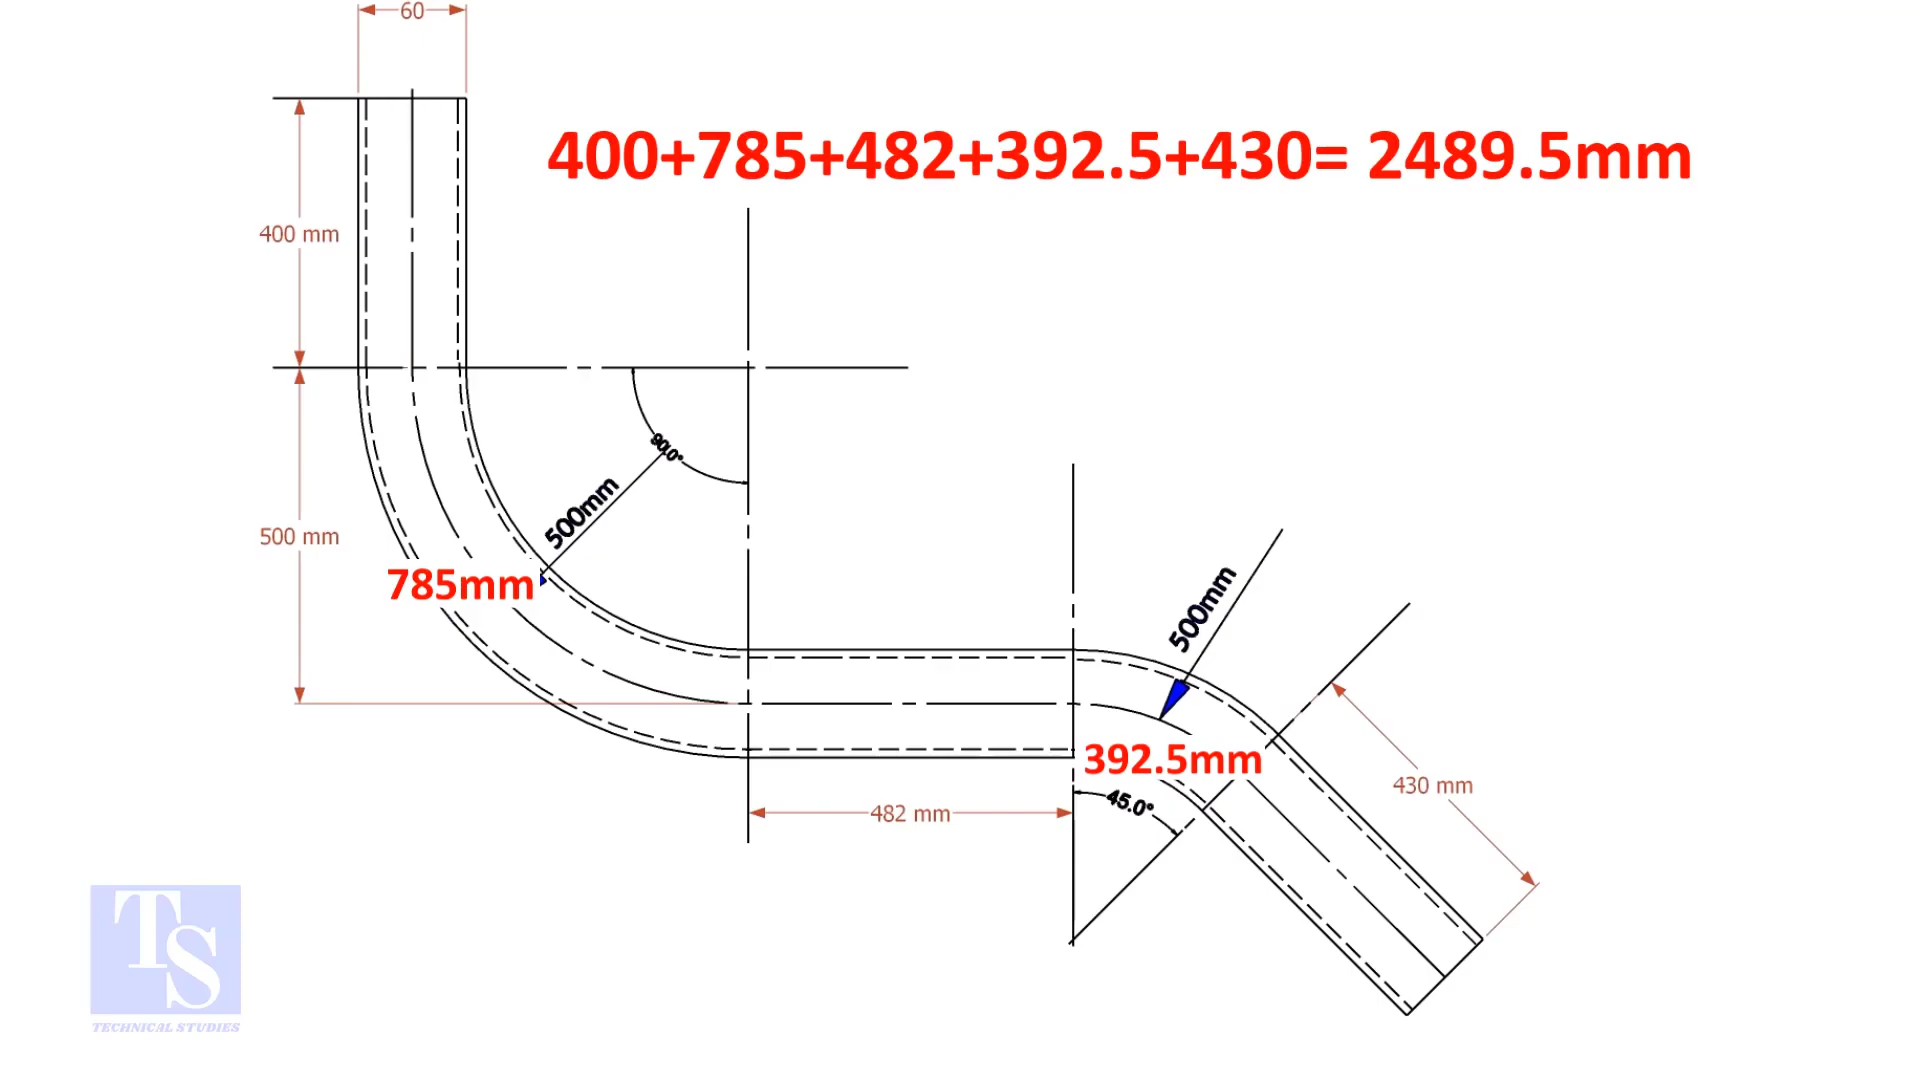 60
400+785+482+392.5+430= 2489.5mm
400 mm
90.0°
500mm
500 mm
785mm
500mm
392.5mm
430 mm
45.0°
482 mm
TS
TECHNICAL STUDIES